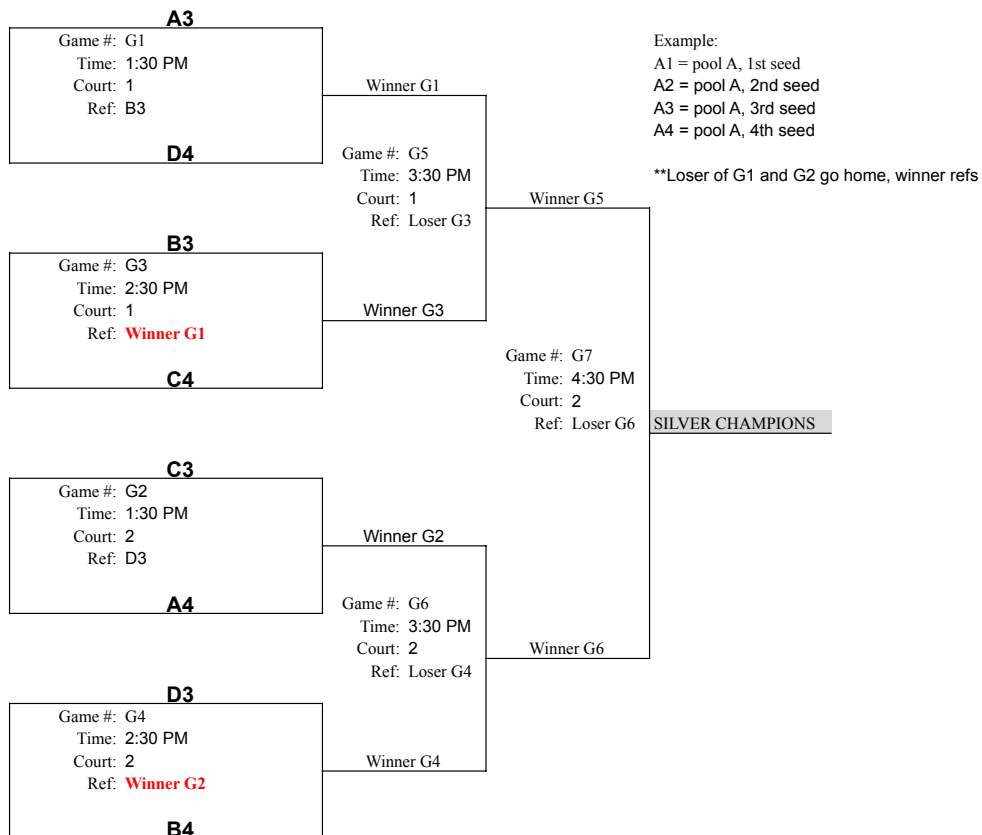 A3
Game #: G1
Time: 1:30 PM
Court: 1
Ref: B3
D4
Winner G1
Game #: G5
Time: 3:30 PM
Court: 1
Ref: Loser G3
B3
Game #: G3
Time: 2:30 PM
Court: 1
Ref: Winner G1
C4
Winner G3
Winner G5
Game #: G7
Time: 4:30 PM
Court: 2
Ref: Loser G6
SILVER CHAMPIONS
C3
Game #: G2
Time: 1:30 PM
Court: 2
Ref: D3
A4
Winner G2
Game #: G6
Time: 3:30 PM
Court: 2
Ref: Loser G4
Winner G6
D3
Game #: G4
Time: 2:30 PM
Court: 2
Ref: Winner G2
B4
Winner G4
Example:
A1 = pool A, 1st seed
A2 = pool A, 2nd seed
A3 = pool A, 3rd seed
A4 = pool A, 4th seed
**Loser of G1 and G2 go home, winner refs